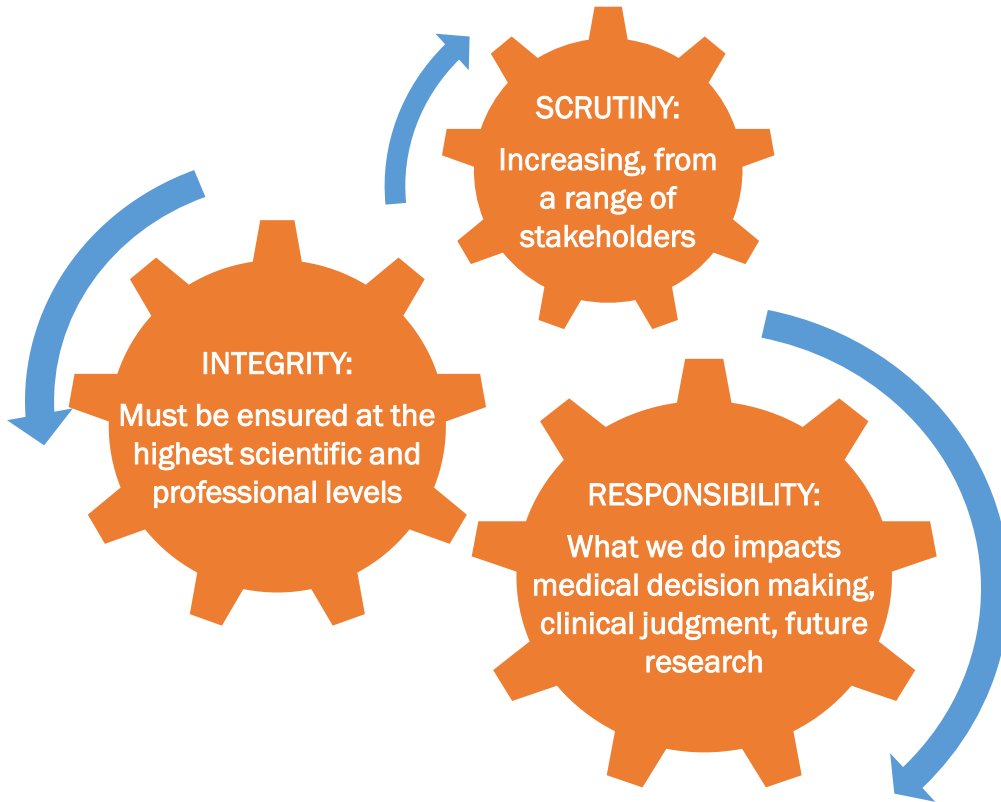 SCRUTINY:
Increasing, from
a range of
stakeholders
INTEGRITY:
Must be ensured at the
highest scientific and
professional levels
RESPONSIBILITY:
What we do impacts
medical decision making,
clinical judgment, future
research